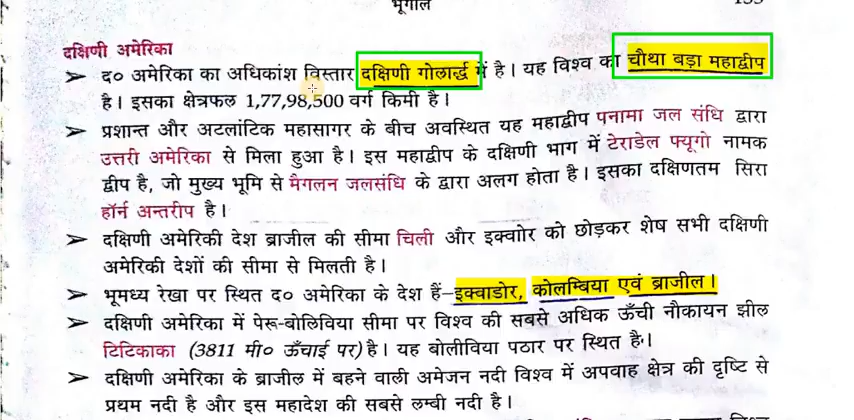 भूगोल
दक्षिणी अमेरिका
➢ द० अमेरिका का अधिकांश विस्तार दक्षिणी गोलार्द्ध में है। यह विश्व का चौथा बड़ा महाद्वीप
है। इसका क्षेत्रफल 1,77,98,500 वर्ग किमी है।
➢ प्रशान्त और अटलांटिक महासागर के बीच अवस्थित यह महाद्वीप पनामा जल संधि द्वारा
उत्तरी अमेरिका से मिला हुआ है। इस महाद्वीप के दक्षिणी भाग में टेराडेल फ्यूगो नामक
द्वीप है, जो मुख्य भूमि से मैगलन जलसंधि के द्वारा अलग होता है। इसका दक्षिणतम सिरा
हॉर्न अन्तरीप है।
➢ दक्षिणी अमेरिकी देश ब्राजील की सीमा चिली और इक्वाोर को छोड़कर शेष सभी दक्षिणी
अमेरिकी देशों की सीमा से मिलती है।
➢ भूमध्य रेखा पर स्थित द० अमेरिका के देश हैं–इक्वाडोर, कोलम्बिया एवं ब्राजील।
➢ दक्षिणी अमेरिका में पेरू-बोलिविया सीमा पर विश्व की सबसे अधिक ऊँची नौकायन झील
टिटिकाका (3811 मी० ऊँचाई पर) है। यह बोलीविया पठार पर स्थित है।
➢ दक्षिणी अमेरिका के ब्राजील में बहने वाली अमेजन नदी विश्व में अपवाह क्षेत्र की दृष्टि से
प्रथम नदी है और इस महादेश की सबसे लम्बी नदी है।